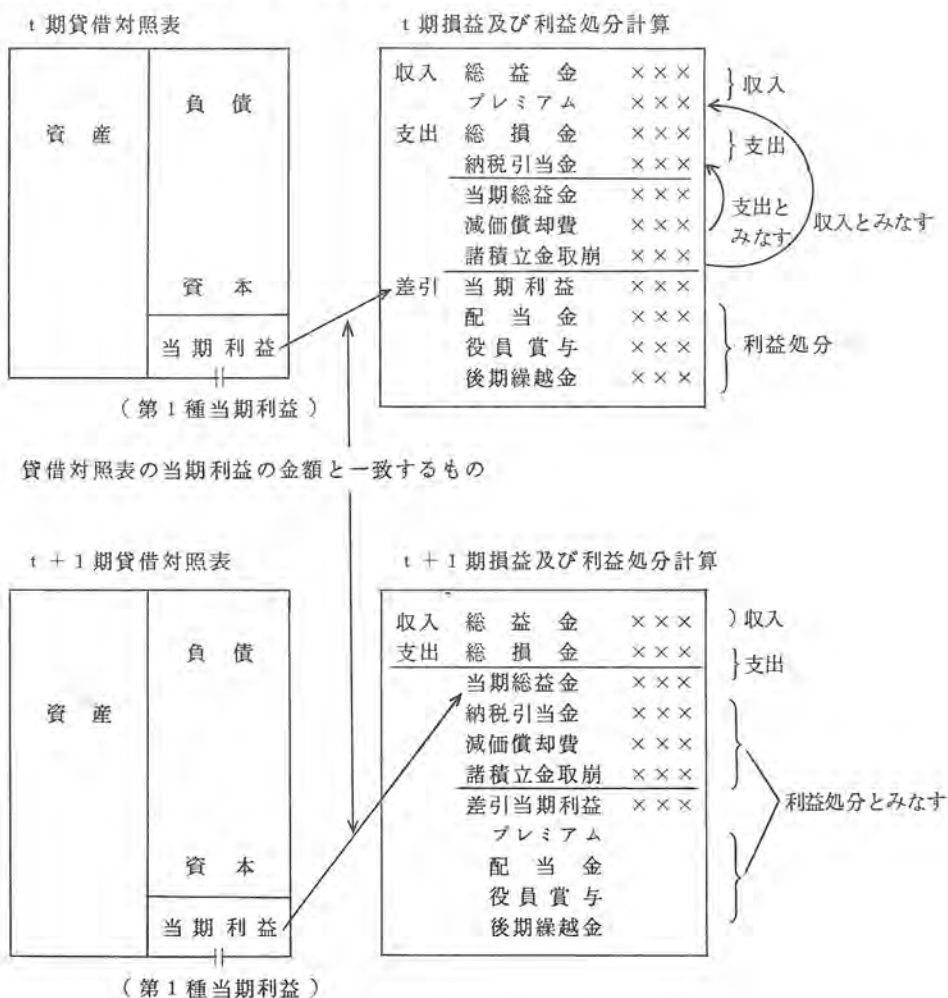 t 期貸借対照表
資産
負債
資本
当期利益
(第1種当期利益)
t 期損益及び利益処分計算
収入 総益金 ×××
プレミアム ×××
支出 総損金 ×××
納税引当金 ×××
当期総益金 ×××
減価償却費 ×××
諸積立金取崩 ×××
差引 当期利益 ×××
配当金 ×××
役員賞与 ×××
後期繰越金 ×××
}収入
}支出
支出と
みなす
収入とみなす
}利益処分
貸借対照表の当期利益の金額と一致するもの
t+1期貸借対照表
資産
負債
資本
当期利益
(第1種当期利益)
t+1期損益及び利益処分計算
収入 総益金 ×××
支出 総損金 ×××
当期総益金 ×××
納税引当金 ×××
減価償却費 ×××
諸積立金取崩 ×××
差引当期利益 ×××
プレミアム
配当金
役員賞与
後期繰越金
)収入
}支出
利益処分とみなす